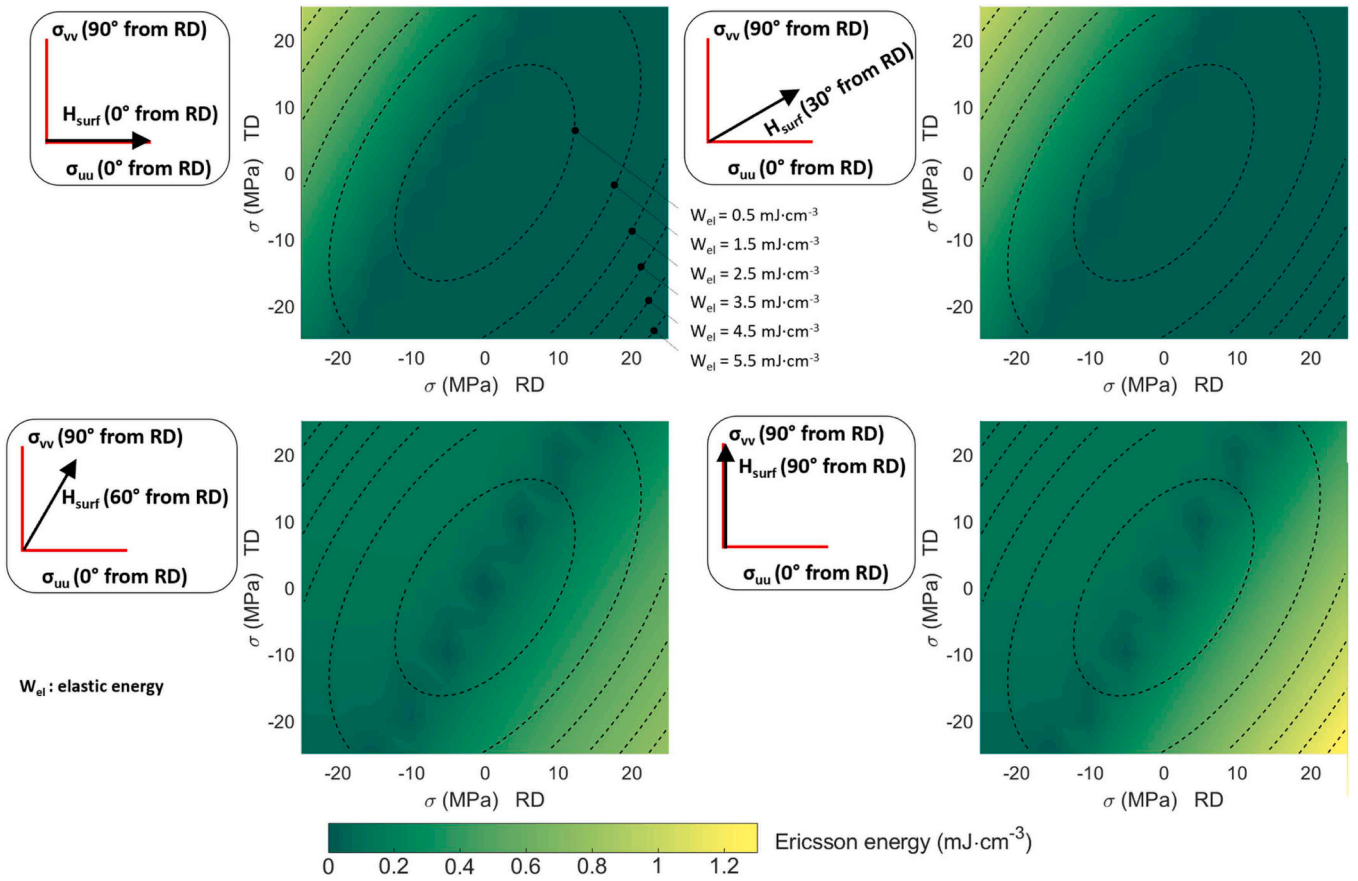 σvv (90° from RD)
Hsurf (0° from RD)
σuu (0° from RD)
20
10
0
-10
-20
σ (MPa) TD
-20 -10 0 10 20
σ (MPa) RD
Wel = 0.5 mJ·cm-3
Wel = 1.5 mJ·cm-3
Wel = 2.5 mJ·cm-3
Wel = 3.5 mJ·cm-3
Wel = 4.5 mJ·cm-3
Wel = 5.5 mJ·cm-3
σvv (90° from RD)
Hsurf (30° from RD)
σuu (0° from RD)
20
10
0
-10
-20
σ (MPa) TD
-20 -10 0 10 20
σ (MPa) RD
σvv (90° from RD)
Hsurf (60° from RD)
σuu (0° from RD)
Wel : elastic energy
20
10
0
-10
-20
σ (MPa) TD
-20 -10 0 10 20
σ (MPa) RD
σvv (90° from RD)
Hsurf (90° from RD)
σuu (0° from RD)
20
10
0
-10
-20
σ (MPa) TD
-20 -10 0 10 20
σ (MPa) RD
Ericsson energy (mJ·cm-3)
0 0.2 0.4 0.6 0.8 1 1.2